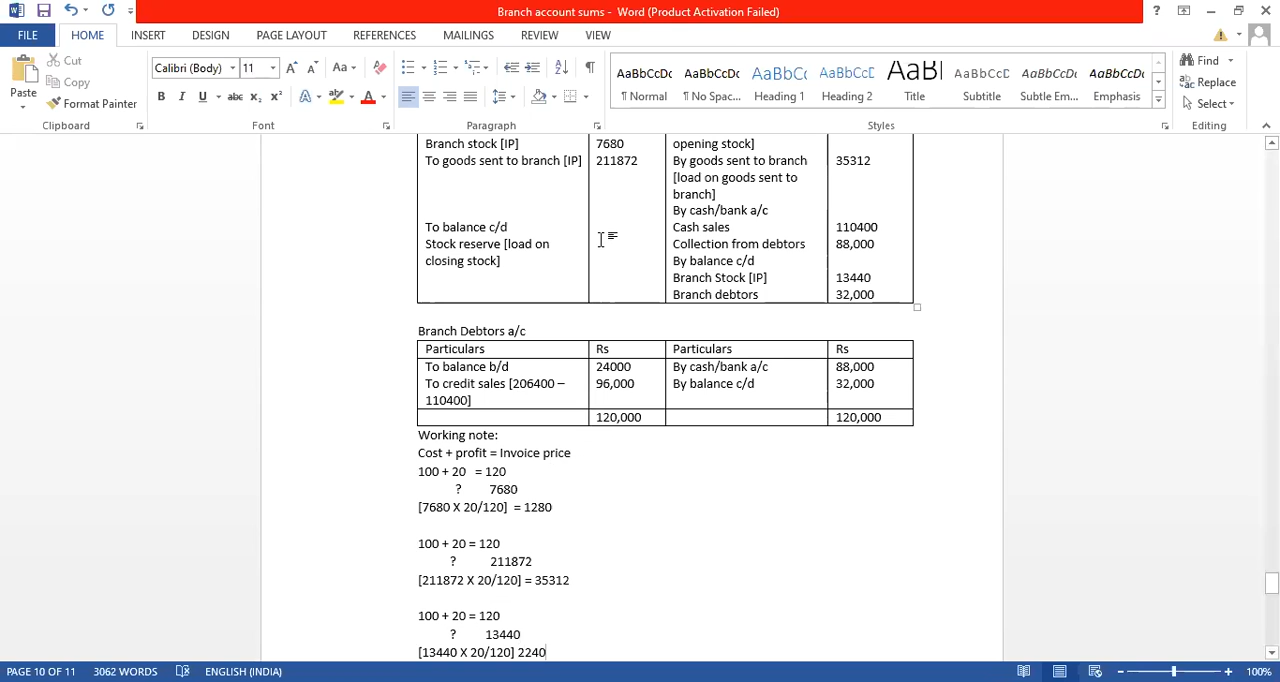 Branch account sums - Word (Product Activation Failed)
FILE HOME INSERT DESIGN PAGE LAYOUT REFERENCES MAILINGS REVIEW VIEW
Paste
Cut
Copy
Format Painter
Calibri (Body) 11
AaBbCcDc AaBbCcDc AaBbCc AaBbCcD AaBl AaBbCcD AaBbCcDc AaBbCcDc
¶ Normal ¶ No Spac... Heading 1 Heading 2 Title Subtitle Subtle Em... Emphasis
Find
Replace
Select
Clipboard Font Paragraph Styles Editing
Branch stock [IP] 7680 opening stock]
To goods sent to branch [IP] 211872 By goods sent to branch 35312
[load on goods sent to
branch]
By cash/bank a/c
To balance c/d Cash sales 110400
Stock reserve [load on Collection from debtors 88,000
closing stock] By balance c/d
Branch Stock [IP] 13440
Branch debtors 32,000
Branch Debtors a/c
Particulars Rs Particulars Rs
To balance b/d 24000 By cash/bank a/c 88,000
To credit sales [206400 – 96,000 By balance c/d 32,000
110400]
120,000 120,000
Working note:
Cost + profit = Invoice price
100 + 20 = 120
? 7680
[7680 X 20/120] = 1280
100 + 20 = 120
? 211872
[211872 X 20/120] = 35312
100 + 20 = 120
? 13440
[13440 X 20/120] 2240
PAGE 10 OF 11 3062 WORDS ENGLISH (INDIA) 100%